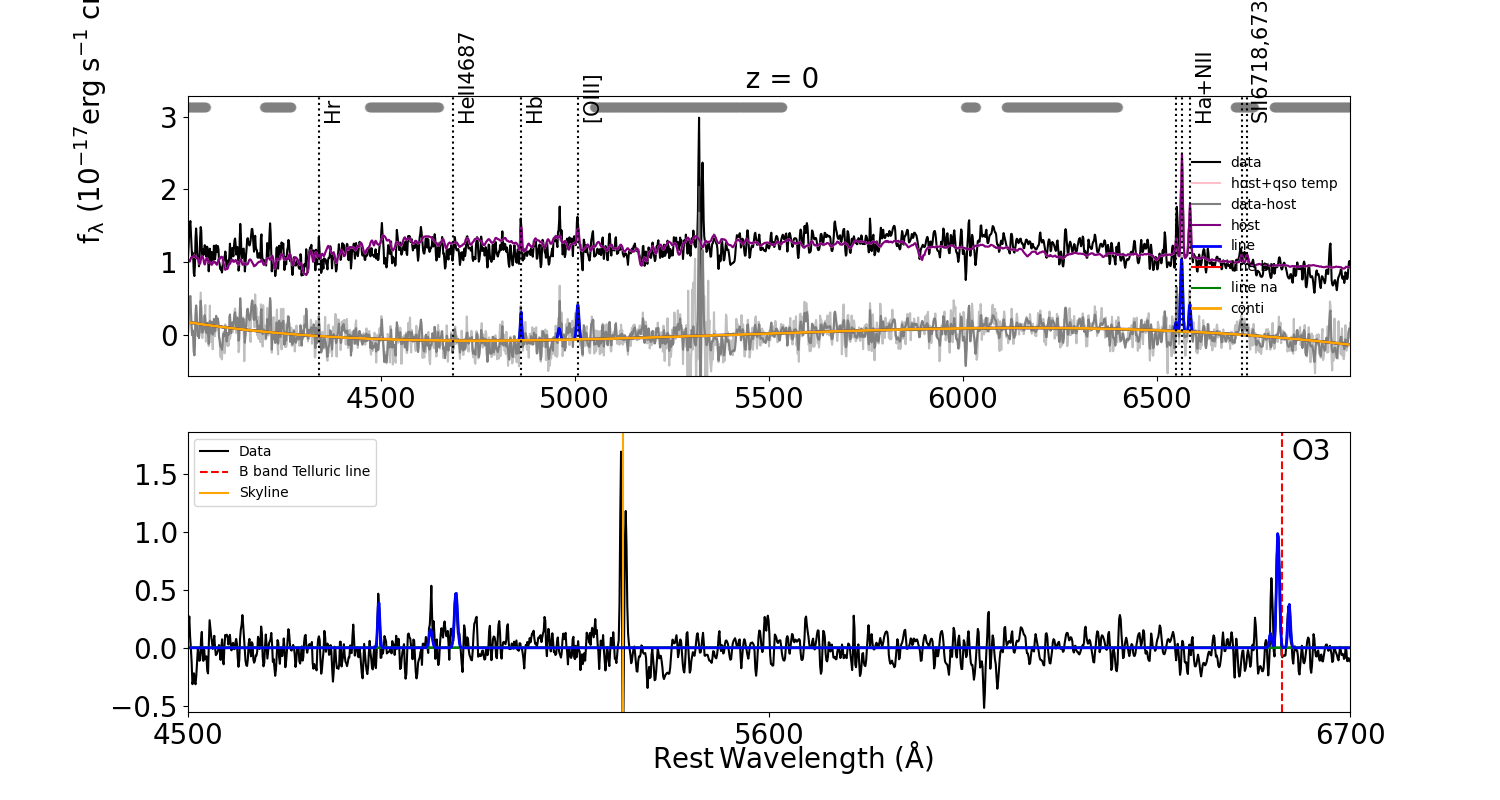 z = 0
Hr
HeII4687
Hb
[OIII]
Ha+NII
SII6718,673
f_λ (10^{−17}erg s^{−1} c
3
2
1
0
data
host+qso temp
data-host
host
line
line na
conti
4500 5000 5500 6000 6500
Data
B band Telluric line
Skyline
O3
1.5
1.0
0.5
0.0
−0.5
4500 5600 6700
Rest Wavelength (Å)